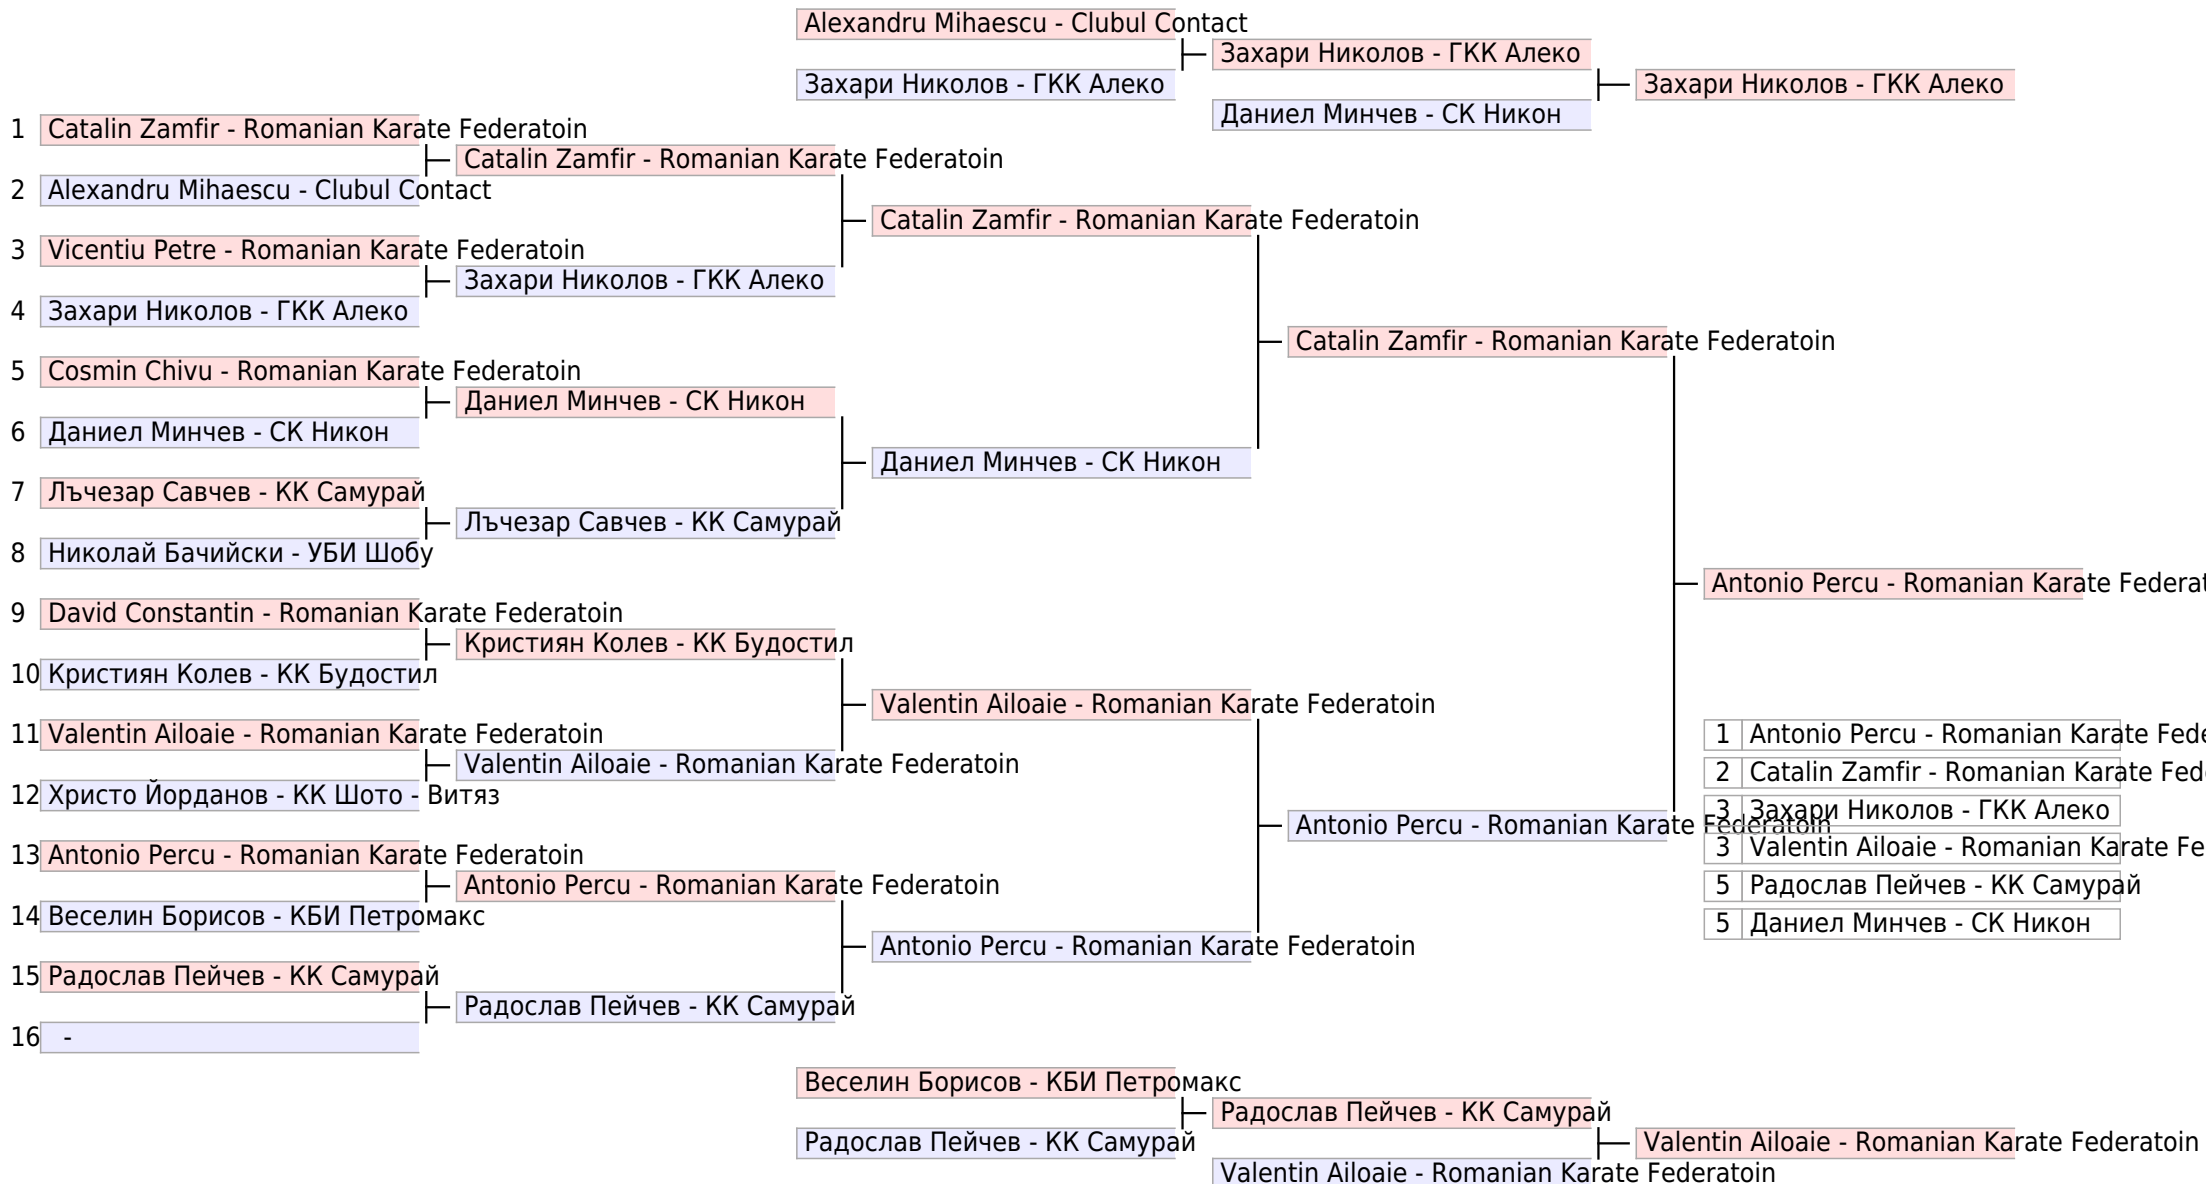 Alexandru Mihaescu - Clubul Contact
Захари Николов - ГКК Алеко
Захари Николов - ГКК Алеко
Захари Николов - ГКК Алеко
Даниел Минчев - СК Никон
1 Catalin Zamfir - Romanian Karate Federatoin
Catalin Zamfir - Romanian Karate Federatoin
2 Alexandru Mihaescu - Clubul Contact
Catalin Zamfir - Romanian Karate Federatoin
3 Vicentiu Petre - Romanian Karate Federatoin
Захари Николов - ГКК Алеко
4 Захари Николов - ГКК Алеко
Catalin Zamfir - Romanian Karate Federatoin
5 Cosmin Chivu - Romanian Karate Federatoin
Даниел Минчев - СК Никон
6 Даниел Минчев - СК Никон
Даниел Минчев - СК Никон
7 Лъчезар Савчев - КК Самурай
Лъчезар Савчев - КК Самурай
8 Николай Бачийски - УБИ Шобу
Antonio Percu - Romanian Karate Federat
9 David Constantin - Romanian Karate Federatoin
Кристиян Колев - КК Будостил
10 Кристиян Колев - КК Будостил
Valentin Ailoaie - Romanian Karate Federatoin
11 Valentin Ailoaie - Romanian Karate Federatoin
1 Antonio Percu - Romanian Karate Fede
Valentin Ailoaie - Romanian Karate Federatoin
2 Catalin Zamfir - Romanian Karate Fed
12 Христо Йорданов - КК Шото - Витяз
3 Захари Николов - ГКК Алеко
Antonio Percu - Romanian Karate Federatoin
13 Antonio Percu - Romanian Karate Federatoin
3 Valentin Ailoaie - Romanian Karate Fe
Antonio Percu - Romanian Karate Federatoin
5 Радослав Пейчев - КК Самурай
14 Веселин Борисов - КБИ Петромакс
5 Даниел Минчев - СК Никон
Antonio Percu - Romanian Karate Federatoin
15 Радослав Пейчев - КК Самурай
Радослав Пейчев - КК Самурай
16 -
Веселин Борисов - КБИ Петромакс
Радослав Пейчев - КК Самурай
Радослав Пейчев - КК Самурай
Valentin Ailoaie - Romanian Karate Federatoin
Valentin Ailoaie - Romanian Karate Federatoin